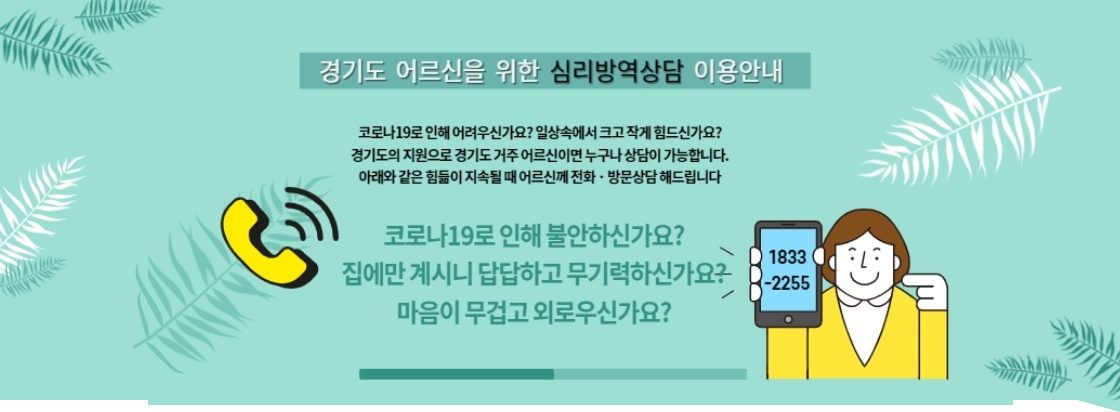 경기도 어르신을 위한 심리방역상담 이용안내
코로나19로 인해 어려우신가요? 일상속에서 크고 작게 힘드신가요?
경기도의 지원으로 경기도 거주 어르신이면 누구나 상담이 가능합니다.
아래와 같은 힘듦이 지속될 때 어르신께 전화 · 방문상담 해드립니다
코로나19로 인해 불안하신가요?
집에만 계시니 답답하고 무기력하신가요?
마음이 무겁고 외로우신가요?
1833
-2255